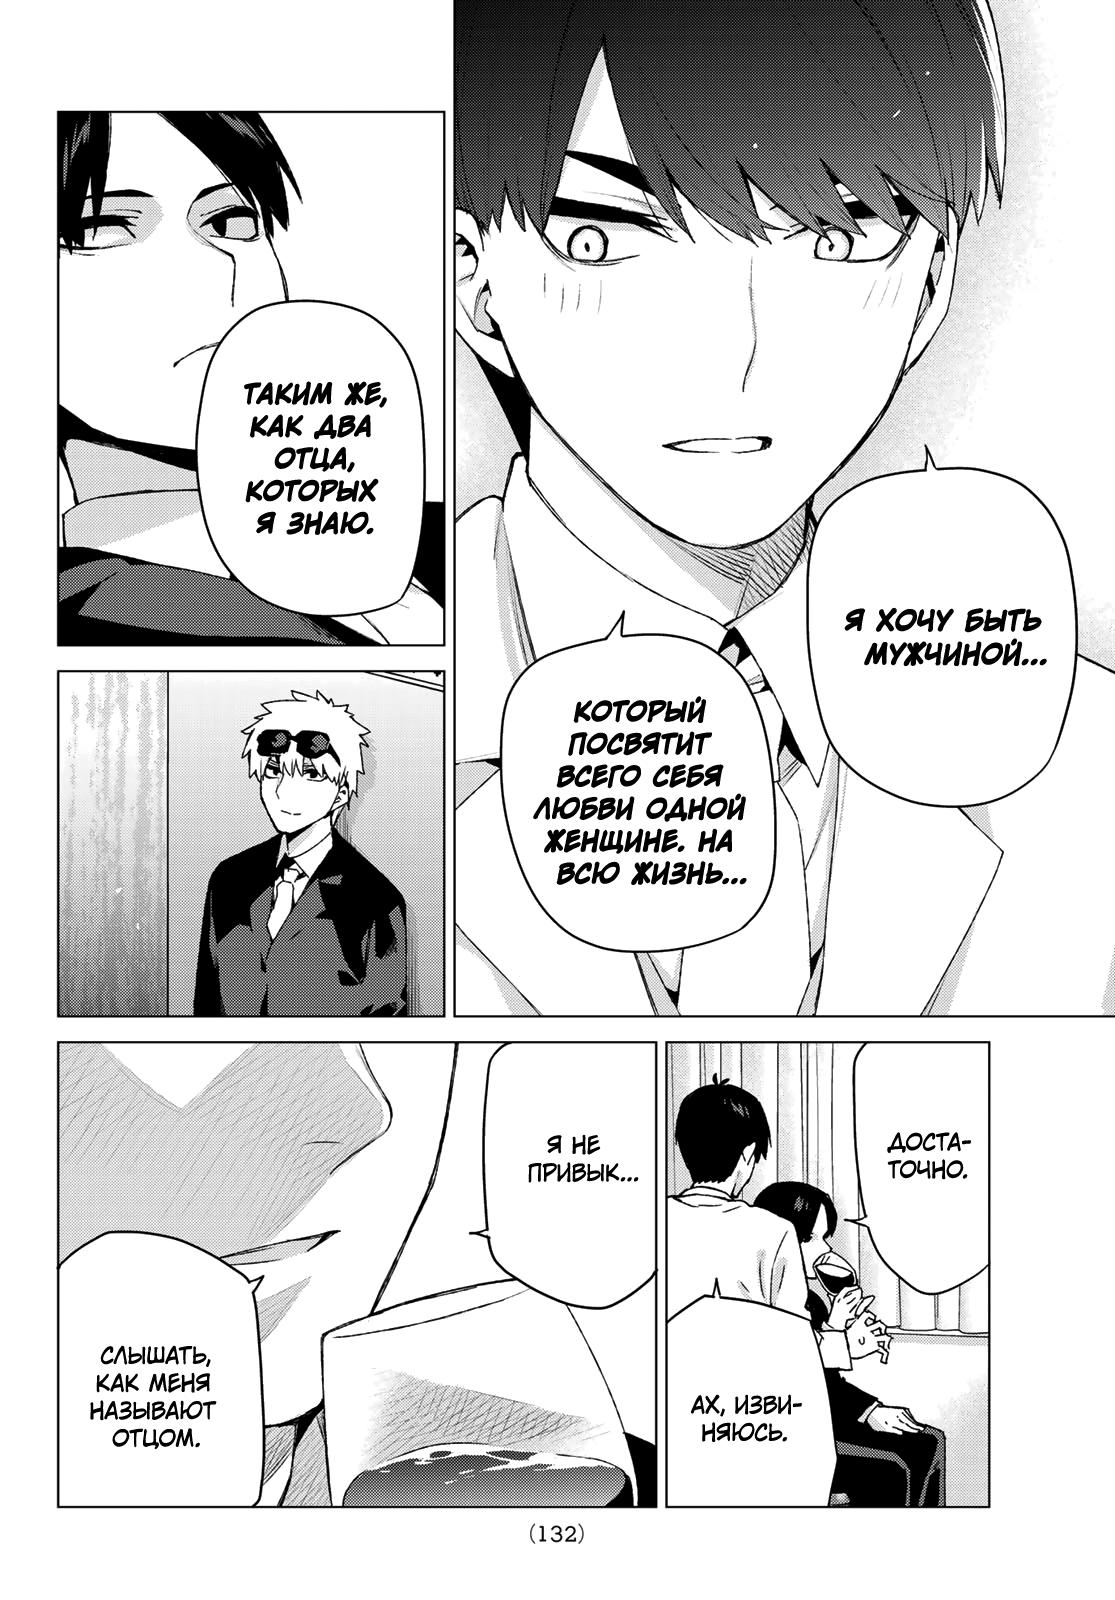 Я ХОЧУ БЫТЬ
МУЖЧИНОЙ...
КОТОРЫЙ
ПОСВЯТИТ
ВСЕГО СЕБЯ
ЛЮБВИ ОДНОЙ
ЖЕНЩИНЕ. НА
ВСЮ ЖИЗНЬ...
ТАКИМ ЖЕ,
КАК ДВА
ОТЦА,
КОТОРЫХ
Я ЗНАЮ.
ДОСТА-
ТОЧНО.
АХ, ИЗВИ-
НЯЮСЬ.
Я НЕ
ПРИВЫК...
СЛЫШАТЬ,
КАК МЕНЯ
НАЗЫВАЮТ
ОТЦОМ.
(132)